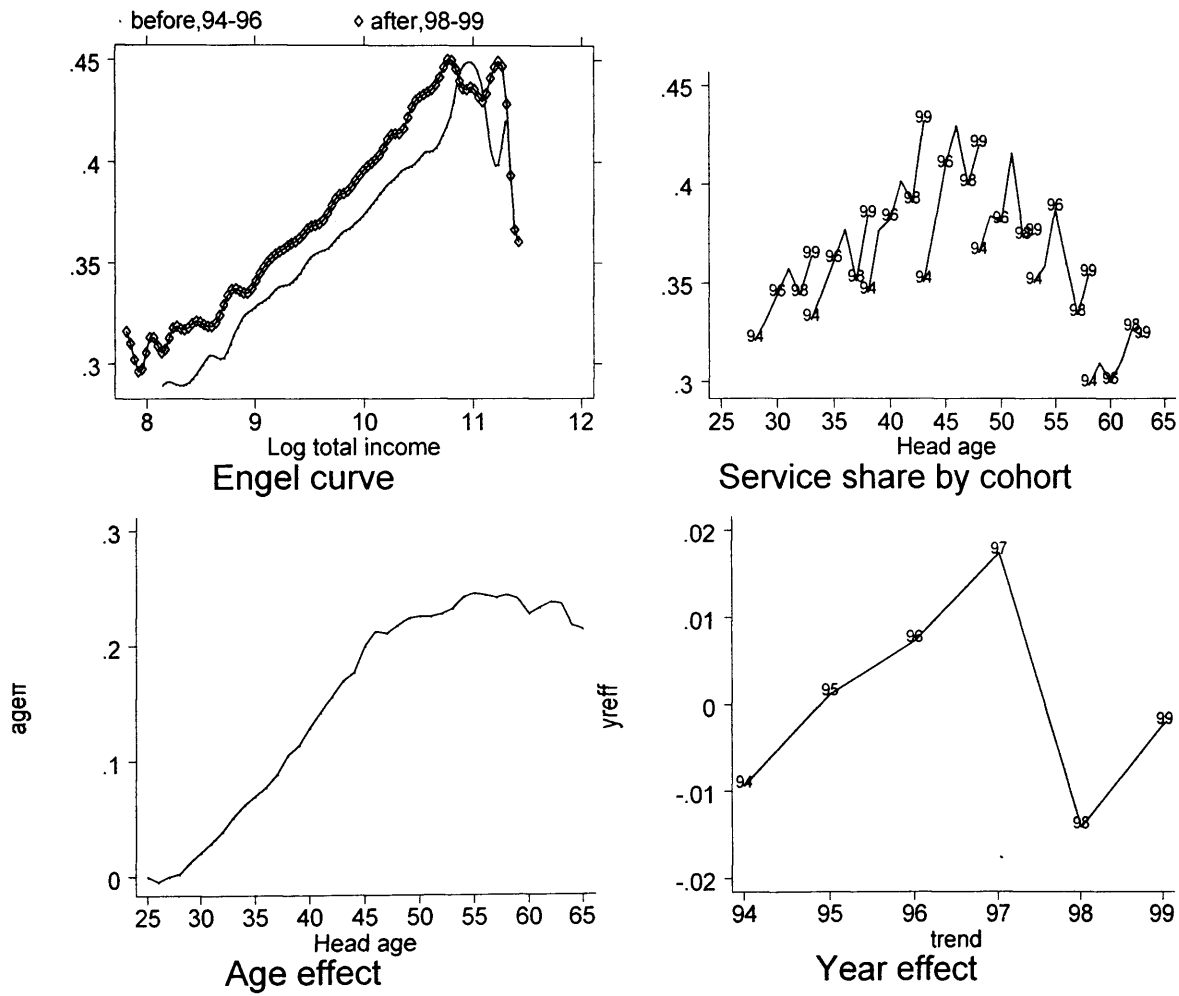 before,94-96 after,98-99
.45
.4
.35
.3
8 9 10 11 12
Log total income
Engel curve
.45
.4
.35
.3
94 96 98 99
94 96 98 99
94 96 98 99
94 96 98 99
94 96 98 99
94 96 98 99
94 96 98 99
25 30 35 40 45 50 55 60 65
Head age
Service share by cohort
.3
.2
.1
0
ageff
25 30 35 40 45 50 55 60 65
Head age
Age effect
.02
.01
0
-.01
-.02
yreff
94 95 96 97 98 99
94 95 96 97 98 99
trend
Year effect